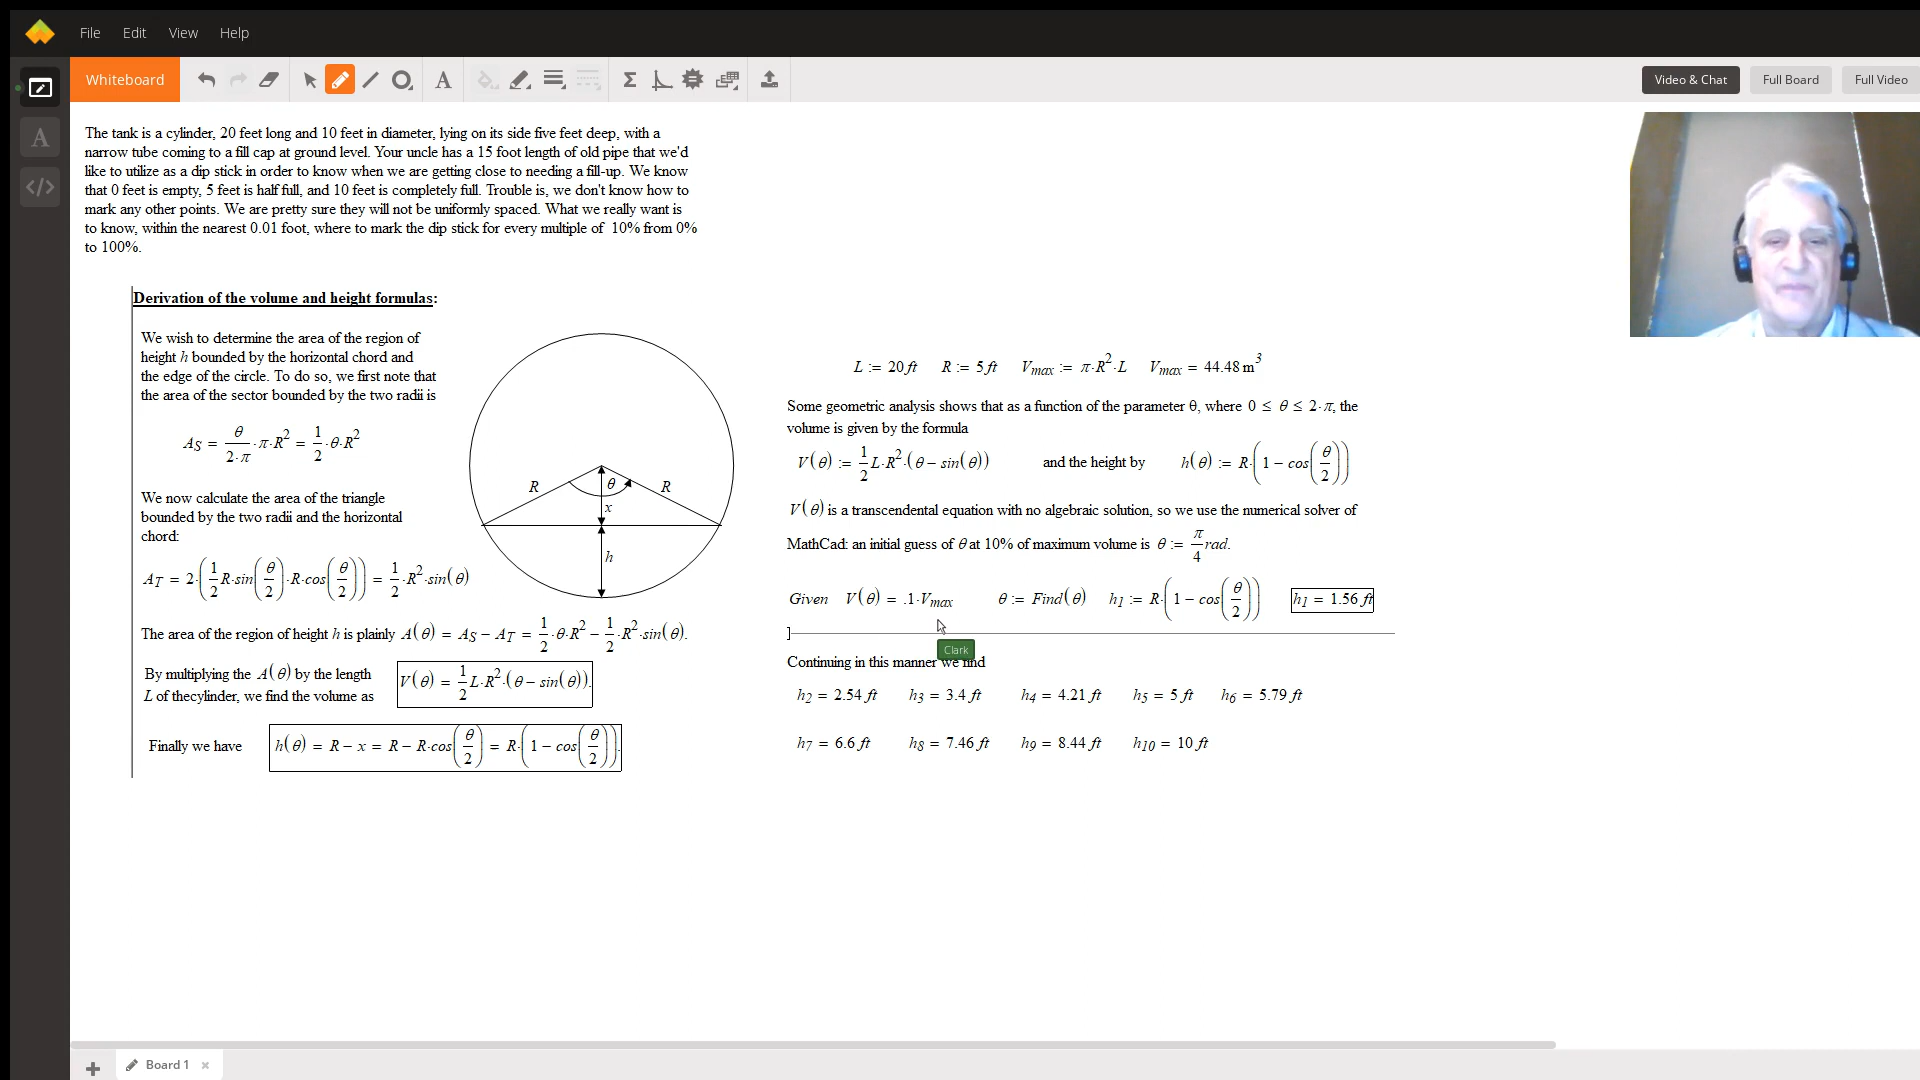 File Edit View Help
Whiteboard
Video & Chat Full Board Full Video
The tank is a cylinder, 20 feet long and 10 feet in diameter, lying on its side five feet deep, with a
narrow tube coming to a fill cap at ground level. Your uncle has a 15 foot length of old pipe that we'd
like to utilize as a dip stick in order to know when we are getting close to needing a fill-up. We know
that 0 feet is empty, 5 feet is half full, and 10 feet is completely full. Trouble is, we don't know how to
mark any other points. We are pretty sure they will not be uniformly spaced. What we really want is
to know, within the nearest 0.01 foot, where to mark the dip stick for every multiple of 10% from 0%
to 100%.
Derivation of the volume and height formulas:
We wish to determine the area of the region of
height h bounded by the horizontal chord and
the edge of the circle. To do so, we first note that
the area of the sector bounded by the two radii is
A_S = θ/(2·π)·π·R² = 1/2·θ·R²
We now calculate the area of the triangle
bounded by the two radii and the horizontal
chord:
A_T = 2·(1/2 R·sin(θ/2)·R·cos(θ/2)) = 1/2·R²·sin(θ)
The area of the region of height h is plainly A(θ) = A_S − A_T = 1/2·θ·R² − 1/2·R²·sin(θ).
By multiplying the A(θ) by the length
L of thecylinder, we find the volume as
V(θ) = 1/2 L·R²·(θ − sin(θ)).
Finally we have h(θ) = R − x = R − R·cos(θ/2) = R·(1 − cos(θ/2)).
R θ R
x
h
L := 20 ft R := 5 ft V_max := π·R²·L V_max = 44.48 m³
Some geometric analysis shows that as a function of the parameter θ, where 0 ≤ θ ≤ 2·π, the
volume is given by the formula
V(θ) := 1/2 L·R²·(θ − sin(θ)) and the height by h(θ) := R·(1 − cos(θ/2))
V(θ) is a transcendental equation with no algebraic solution, so we use the numerical solver of
MathCad: an initial guess of θ at 10% of maximum volume is θ := π/4 rad.
Given V(θ) = .1·V_max θ := Find(θ) h_1 := R·(1 − cos(θ/2)) h_1 = 1.56 ft
]
Clark
Continuing in this manner we find
h_2 = 2.54 ft h_3 = 3.4 ft h_4 = 4.21 ft h_5 = 5 ft h_6 = 5.79 ft
h_7 = 6.6 ft h_8 = 7.46 ft h_9 = 8.44 ft h_10 = 10 ft
Board 1